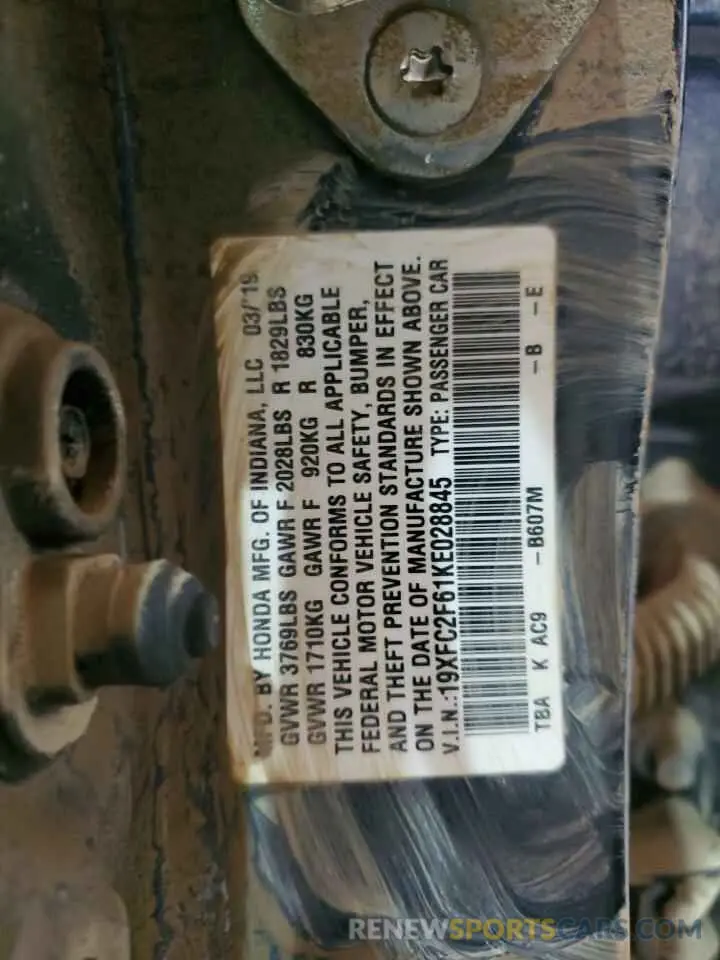 MFD. BY HONDA MFG. OF INDIANA, LLC 03/'19
GVWR 3769LBS GAWR F 2028LBS R 1829LBS
GVWR 1710KG GAWR F 920KG R 830KG
THIS VEHICLE CONFORMS TO ALL APPLICABLE
FEDERAL MOTOR VEHICLE SAFETY, BUMPER,
AND THEFT PREVENTION STANDARDS IN EFFECT
ON THE DATE OF MANUFACTURE SHOWN ABOVE.
V.I.N.:19XFC2F61KE028845 TYPE: PASSENGER CAR
TBA K AC9 -B607M -B -E
RENEWSPORTSCARS.COM